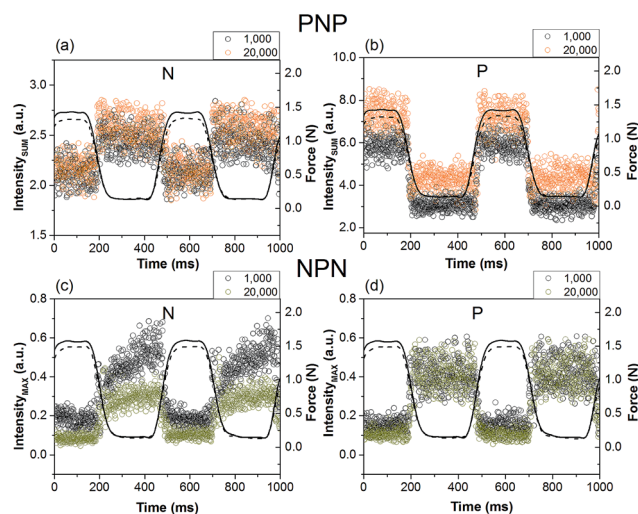 PNP
(a)
1,000
20,000
N
3.0
2.5
2.0
1.5
2.0
1.5
1.0
0.5
0.0
0 200 400 600 800 1000
Time (ms)
Intensity_SUM (a.u.)
Force (N)
(b)
1,000
20,000
P
10.0
8.0
6.0
4.0
2.0
2.0
1.5
1.0
0.5
0.0
0 200 400 600 800 1000
Time (ms)
Intensity_SUM (a.u.)
Force (N)
NPN
(c)
1,000
20,000
N
0.8
0.6
0.4
0.2
0.0
2.0
1.5
1.0
0.5
0.0
0 200 400 600 800 1000
Time (ms)
Intensity_MAX (a.u.)
Force (N)
(d)
1,000
20,000
P
0.8
0.6
0.4
0.2
0.0
2.0
1.5
1.0
0.5
0.0
0 200 400 600 800 1000
Time (ms)
Intensity_MAX (a.u.)
Force (N)